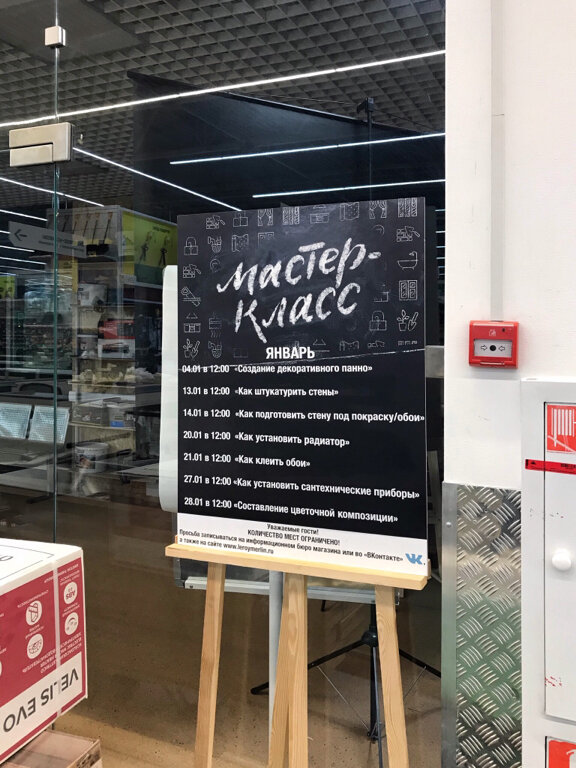 Мастер-
Класс
ЯНВАРЬ
04.01 в 12:00 «Создание декоративного панно»
13.01 в 12:00 «Как штукатурить стены»
14.01 в 12:00 «Как подготовить стену под покраску/обои»
20.01 в 12:00 «Как установить радиатор»
21.01 в 12:00 «Как клеить обои»
27.01 в 12:00 «Как установить сантехнические приборы»
28.01 в 12:00 «Составление цветочной композиции»
Уважаемые гости!
КОЛИЧЕСТВО МЕСТ ОГРАНИЧЕНО!
Просьба записываться на информационном бюро магазина или во «ВКонтакте»
а также на сайте www.leroymerlin.ru
VELIS EVO